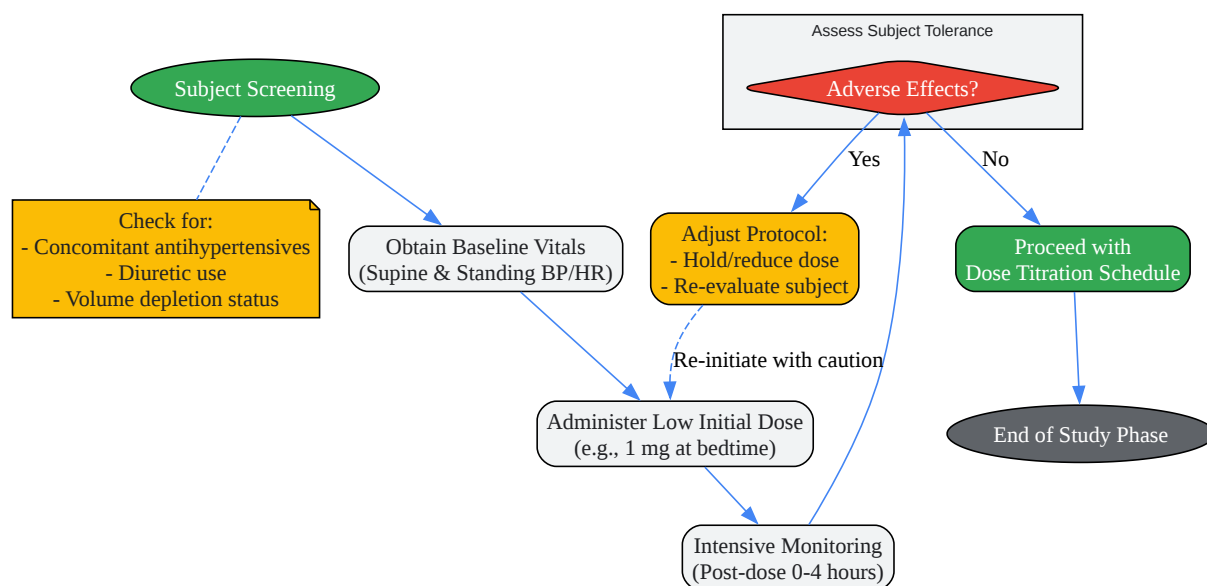 Assess Subject Tolerance
Subject Screening
Adverse Effects?
Yes
No
Check for:
- Concomitant antihypertensives
- Diuretic use
- Volume depletion status
Obtain Baseline Vitals
(Supine & Standing BP/HR)
Adjust Protocol:
- Hold/reduce dose
- Re-evaluate subject
Proceed with
Dose Titration Schedule
Re-initiate with caution
Administer Low Initial Dose
(e.g., 1 mg at bedtime)
End of Study Phase
Intensive Monitoring
(Post-dose 0-4 hours)